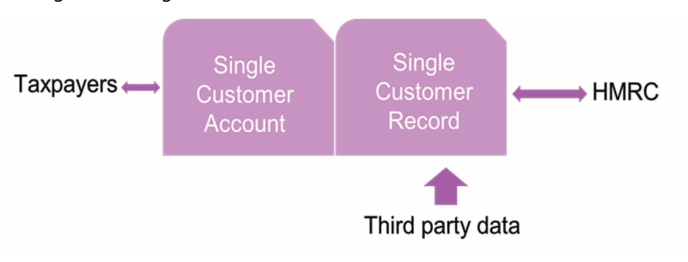 Taxpayers
Single
Customer
Account
Single
Customer
Record
HMRC
Third party data